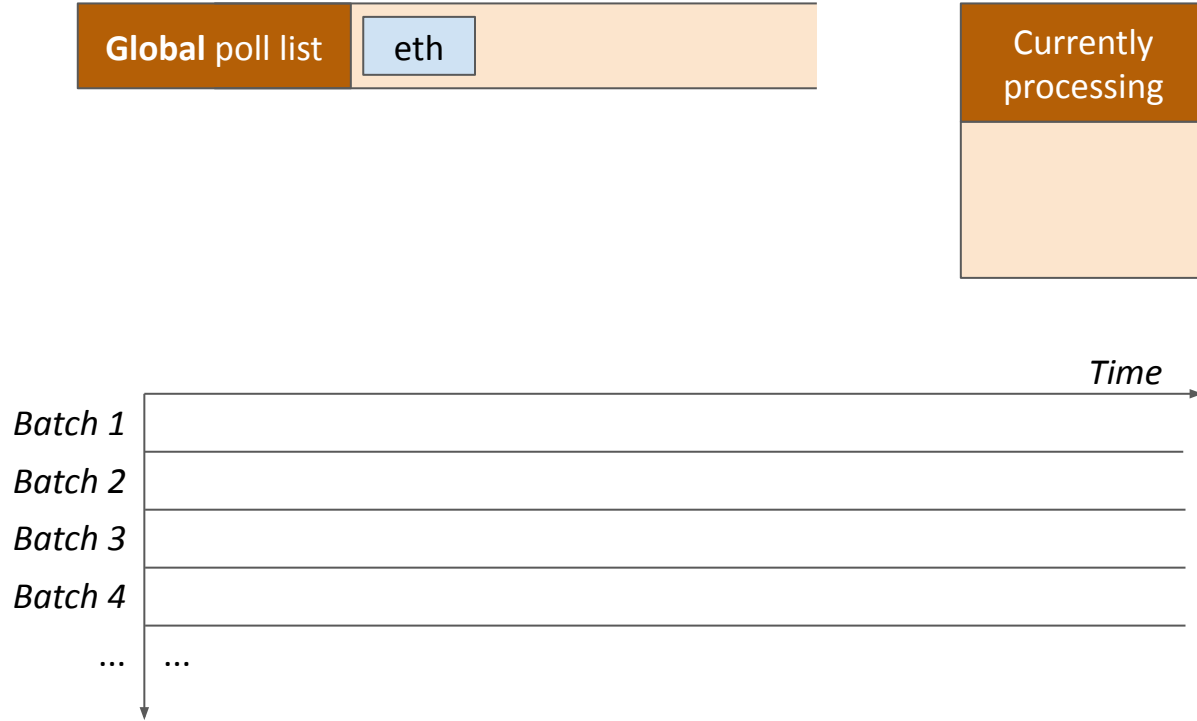 Global poll list
eth
Currently
processing
Time
Batch 1
Batch 2
Batch 3
Batch 4
... ...